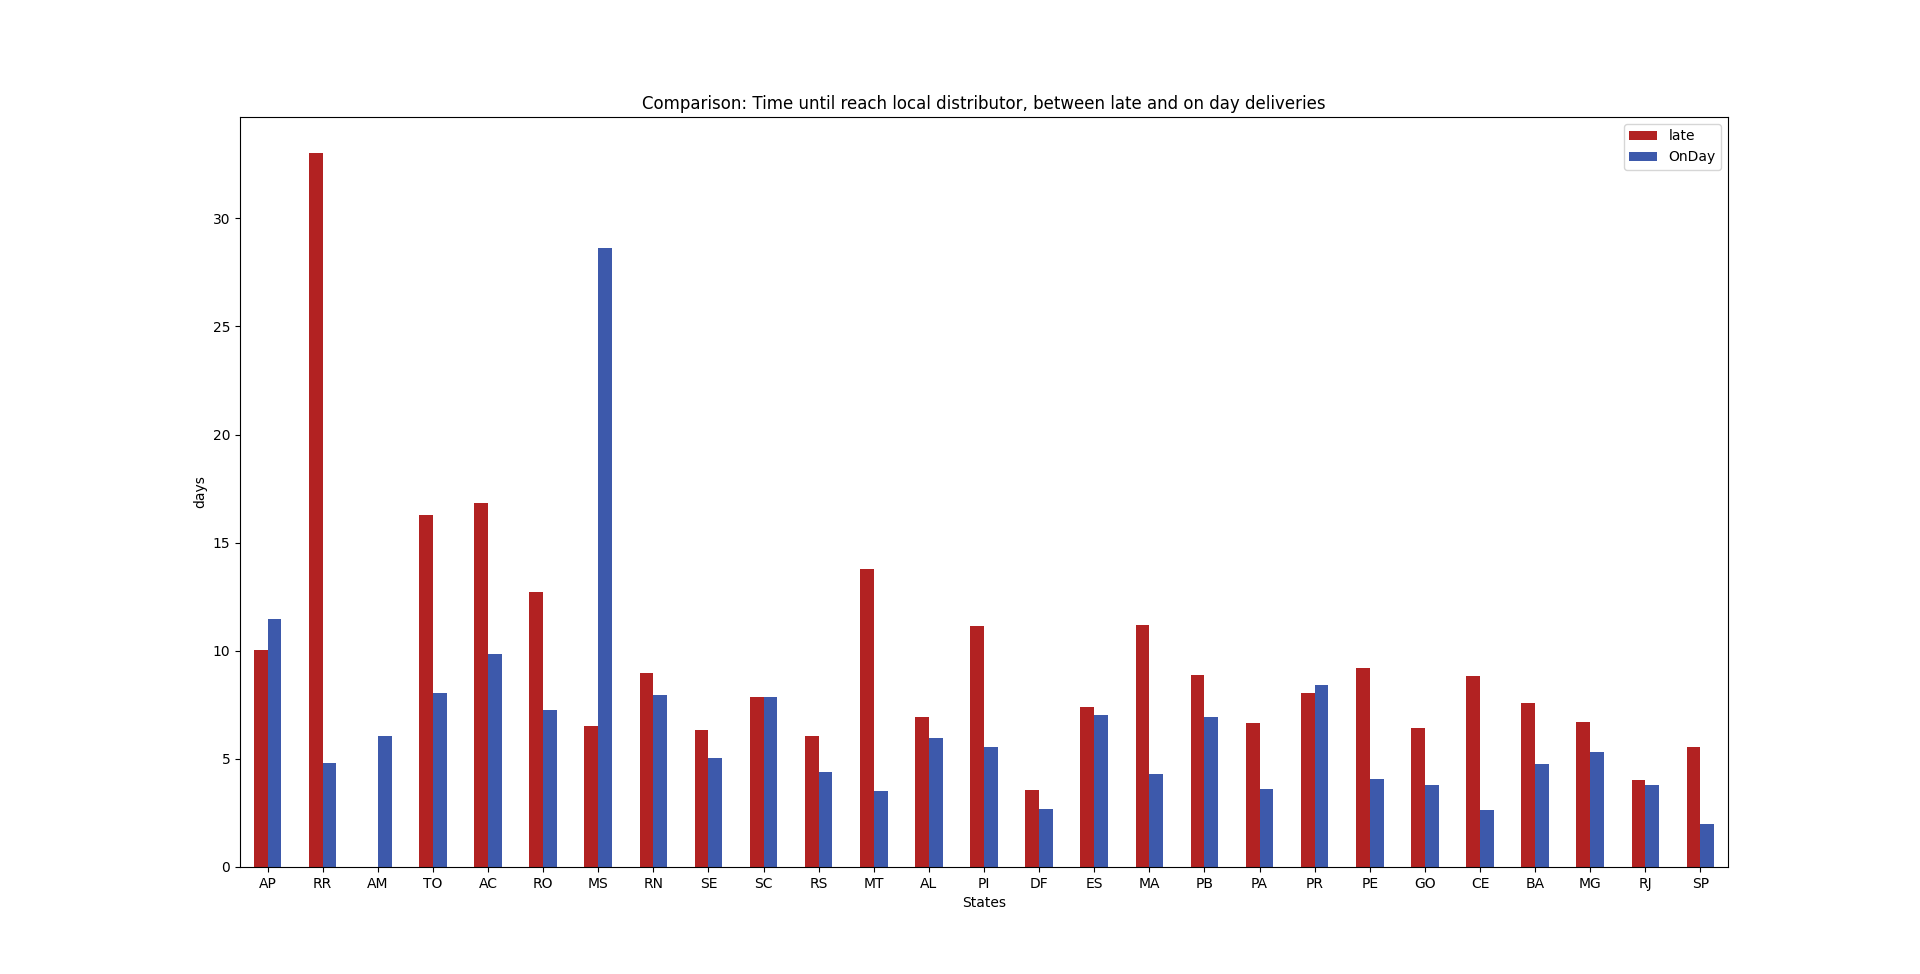 Comparison: Time until reach local distributor, between late and on day deliveries
late
OnDay
30
25
20
15
10
5
0
days
AP RR AM TO AC RO MS RN SE SC RS MT AL PI DF ES MA PB PA PR PE GO CE BA MG RJ SP
States